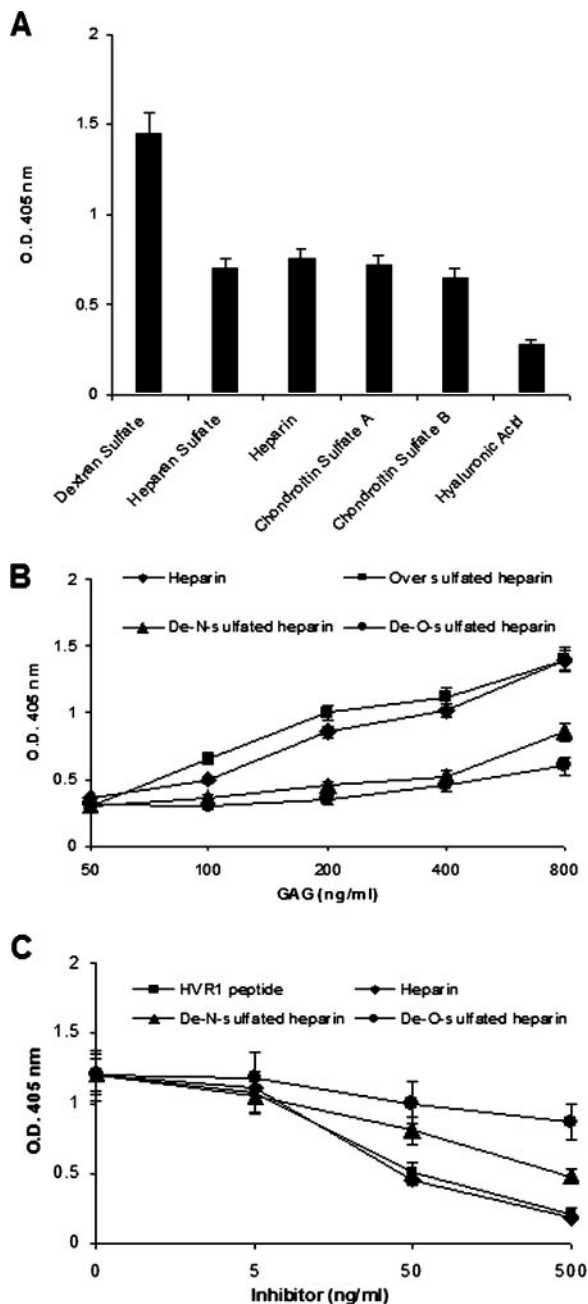 A
2
1.5
1
0.5
0
O.D. 405 nm
Dextran Sulfate
Heparan Sulfate
Heparin
Chondroitin Sulfate A
Chondroitin Sulfate B
Hyaluronic Acid
B
Heparin
Over sulfated heparin
De-N-sulfated heparin
De-O-sulfated heparin
2
1.5
1
0.5
0
O.D. 405 nm
50 100 200 400 800
GAG (ng/ml)
C
HVR1 peptide
Heparin
De-N-sulfated heparin
De-O-sulfated heparin
2
1.5
1
0.5
0
O.D. 405 nm
0 5 50 500
Inhibitor (ng/ml)